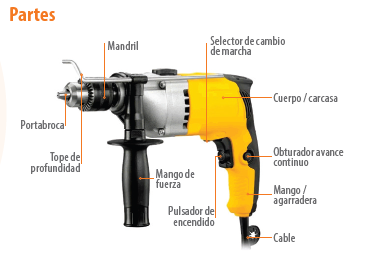 Partes
Mandril
Selector de cambio
de marcha
Cuerpo / carcasa
Portabroca
Obturador avance
continuo
Tope de
profundidad
Mango de
fuerza
Mango /
agarradera
Pulsador de
encendido
Cable